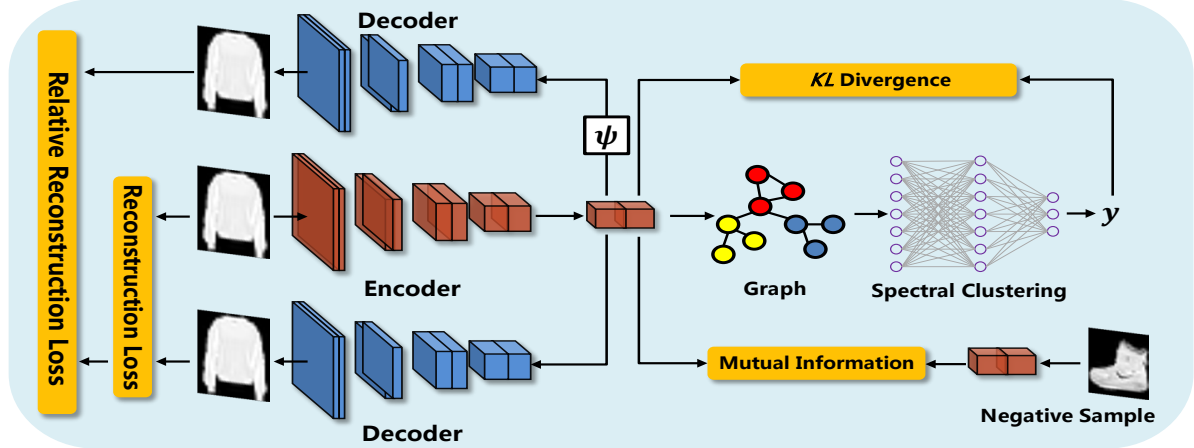 Decoder
KL Divergence
Relative Reconstruction Loss
ψ
Reconstruction Loss
y
Encoder
Graph
Spectral Clustering
Mutual Information
Negative Sample
Decoder